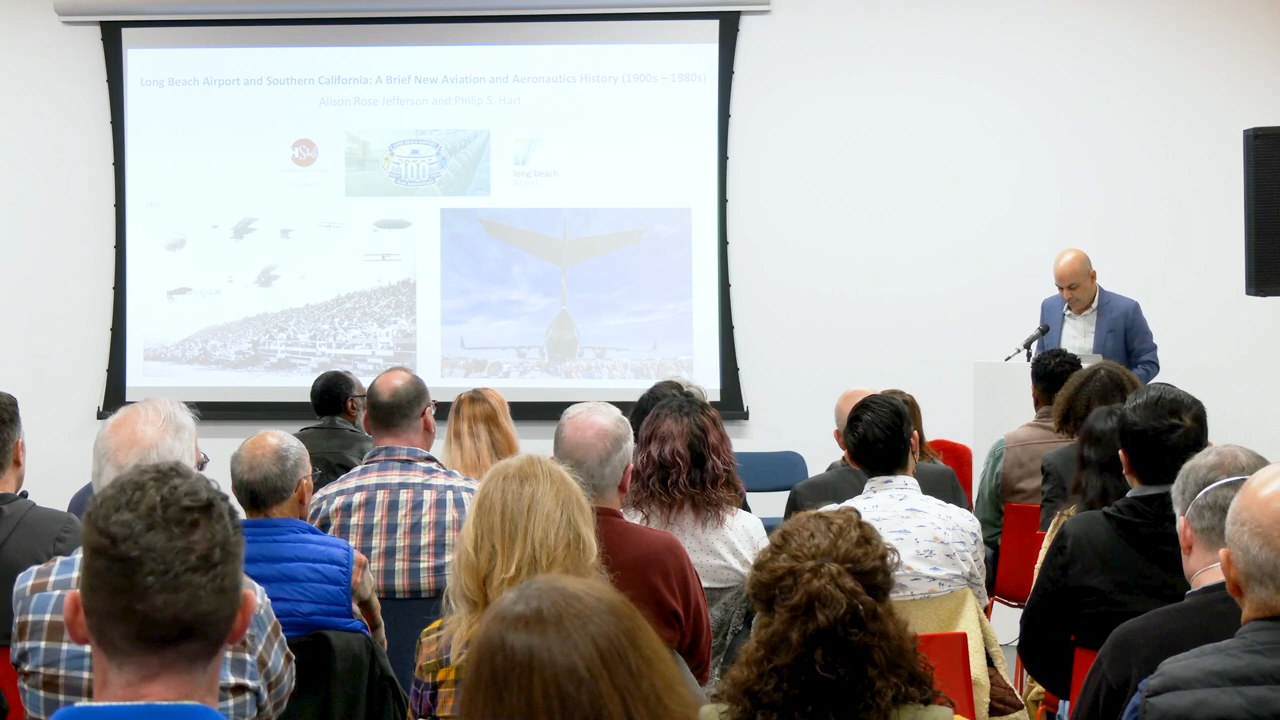 Long Beach Airport and Southern California: A Brief New Aviation and Aeronautics History (1900s – 1980s)
Alison Rose Jefferson and Philip S. Hart
100
long beach